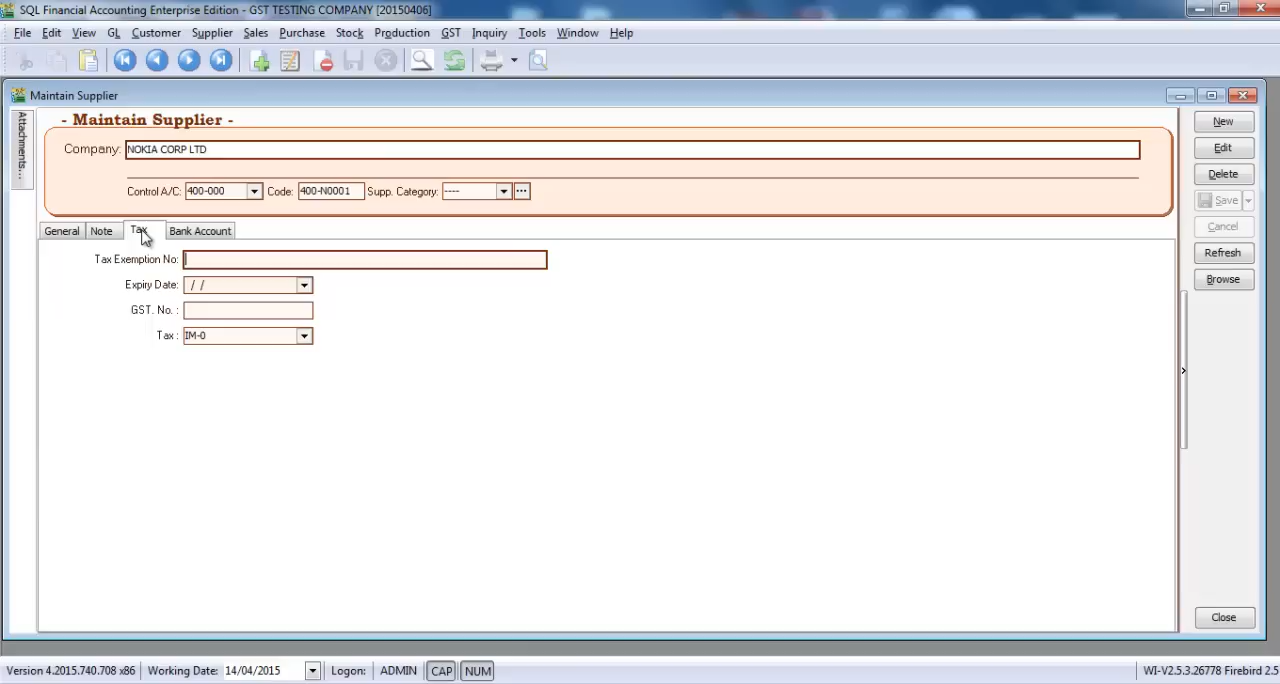 SQL Financial Accounting Enterprise Edition - GST TESTING COMPANY [20150406]
File Edit View GL Customer Supplier Sales Purchase Stock Production GST Inquiry Tools Window Help
Maintain Supplier
Attachments...
- Maintain Supplier -
Company: NOKIA CORP LTD
Control A/C: 400-000 Code: 400-N0001 Supp. Category: ----
General Note Tax Bank Account
Tax Exemption No:
Expiry Date: / /
GST. No. :
Tax : IM-0
New
Edit
Delete
Save
Cancel
Refresh
Browse
Close
Version 4.2015.740.708 x86 Working Date: 14/04/2015 Logon: ADMIN CAP NUM WI-V2.5.3.26778 Firebird 2.5